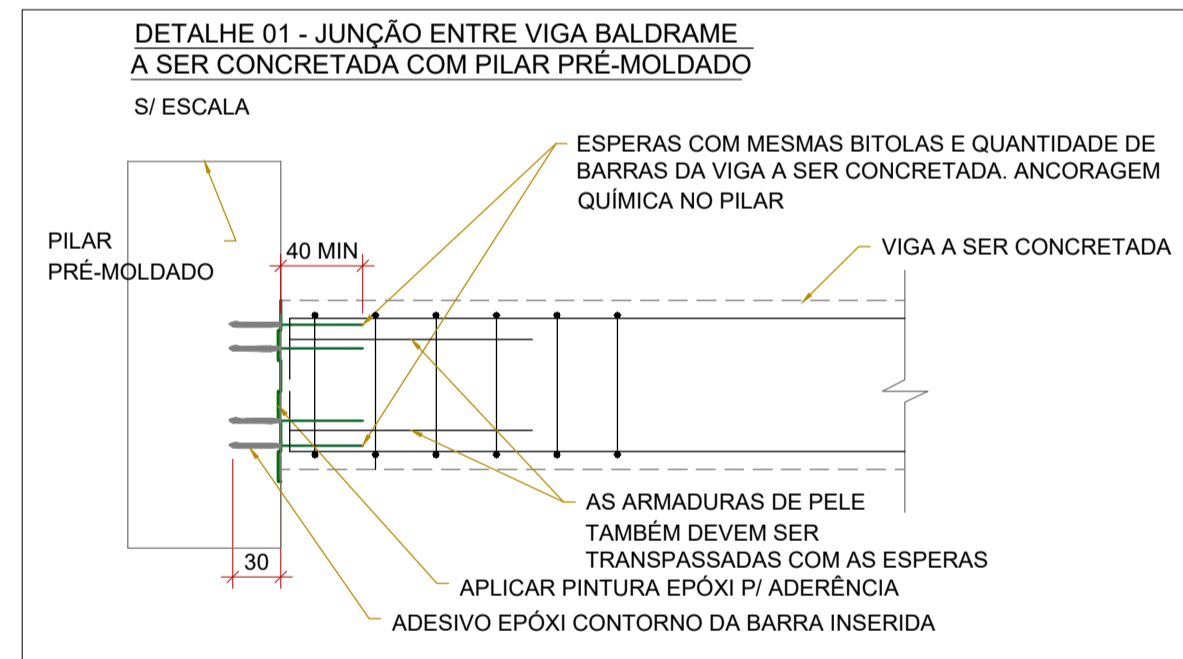 DETALHE 01 - JUNÇÃO ENTRE VIGA BALDRAME
A SER CONCRETADA COM PILAR PRÉ-MOLDADO
S/ ESCALA
ESPERAS COM MESMAS BITOLAS E QUANTIDADE DE
BARRAS DA VIGA A SER CONCRETADA. ANCORAGEM
QUÍMICA NO PILAR
PILAR
PRÉ-MOLDADO
40 MIN
VIGA A SER CONCRETADA
AS ARMADURAS DE PELE
TAMBÉM DEVEM SER
TRANSPASSADAS COM AS ESPERAS
30
APLICAR PINTURA EPÓXI P/ ADERÊNCIA
ADESIVO EPÓXI CONTORNO DA BARRA INSERIDA